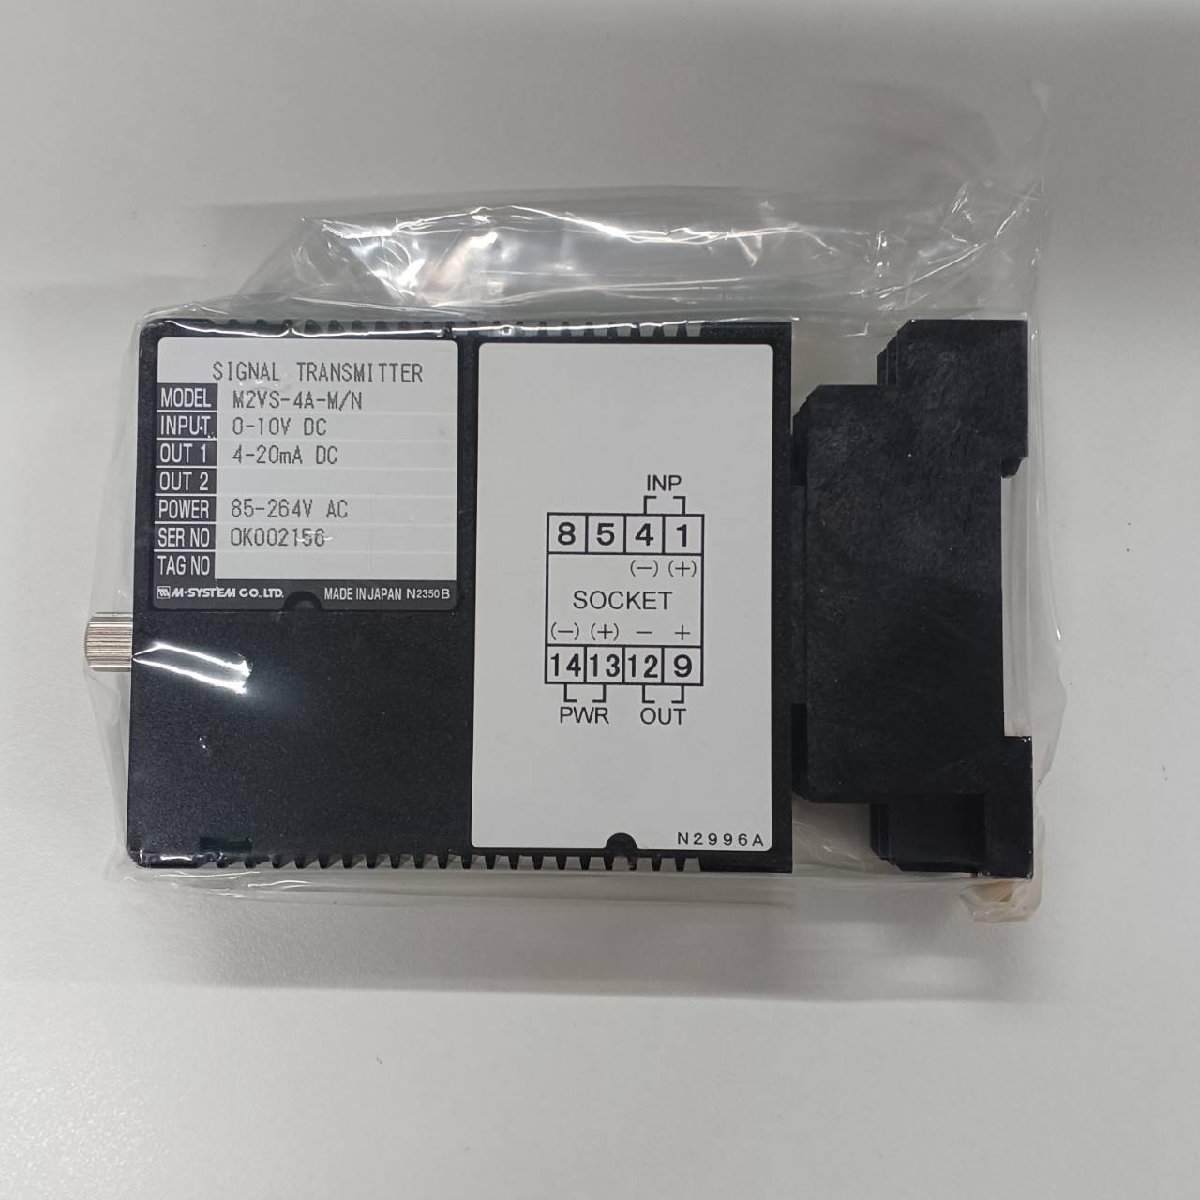 SIGNAL TRANSMITTER
MODEL M2VS-4A-M/N
INPUT 0-10V DC
OUT 1 4-20mA DC
OUT 2
POWER 85-264V AC
SER NO OK002156
TAG NO
M-SYSTEM CO.,LTD. MADE IN JAPAN N2350B
INP
8 5 4 1
(-) (+)
SOCKET
(-) (+) - +
14 13 12 9
PWR OUT
N2996A